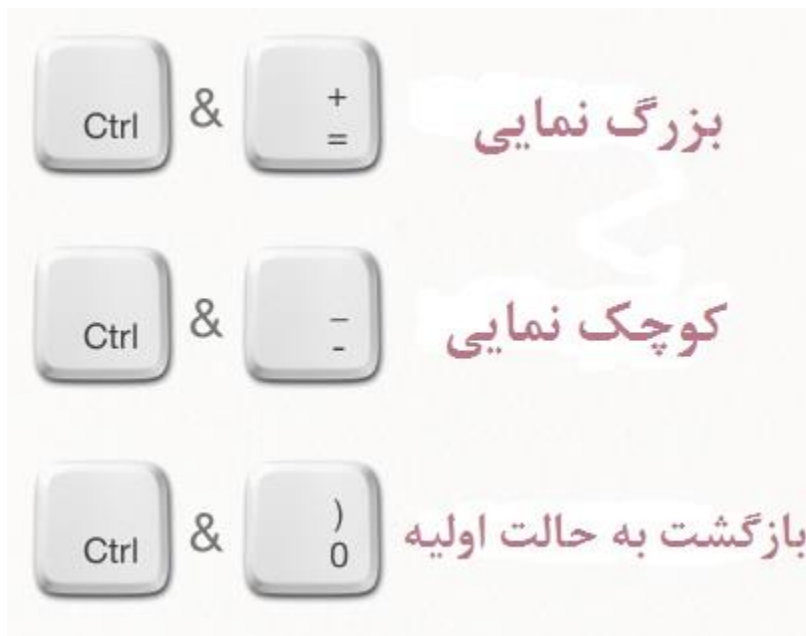 Ctrl & + = بزرگ نمایی
Ctrl & _ - کوچک نمایی
Ctrl & ) 0 بازگشت به حالت اولیه